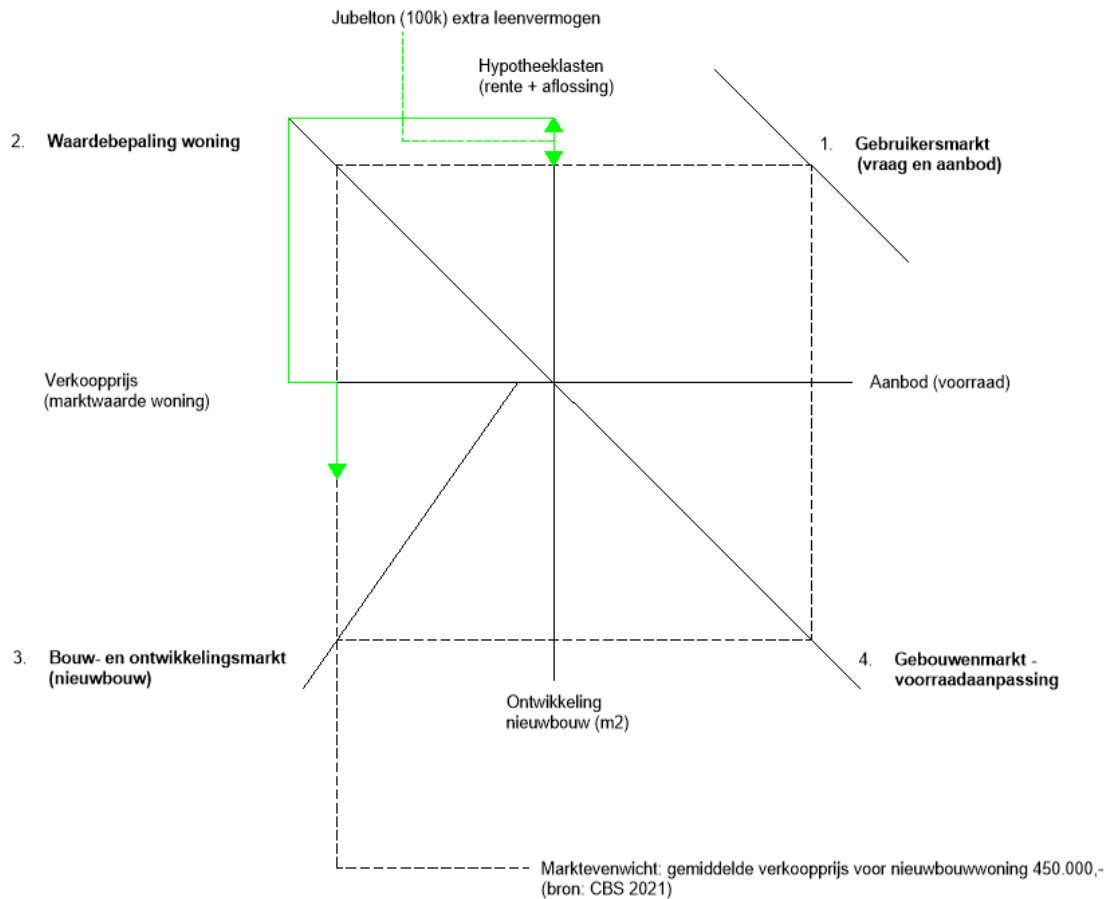 Jubelton (100k) extra leenvermogen
Hypotheeklasten
(rente + aflossing)
2. Waardebepaling woning
1. Gebruikersmarkt
(vraag en aanbod)
Verkoopprijs
(marktwaarde woning)
Aanbod (voorraad)
3. Bouw- en ontwikkelingsmarkt
(nieuwbouw)
4. Gebouwenmarkt -
voorraadaanpassing
Ontwikkeling
nieuwbouw (m2)
Marktevenwicht: gemiddelde verkoopprijs voor nieuwbouwwoning 450.000,-
(bron: CBS 2021)